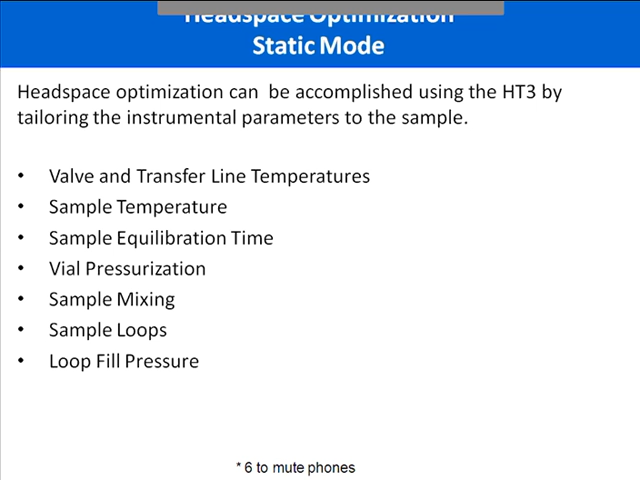 Headspace Optimization
Static Mode
Headspace optimization can be accomplished using the HT3 by
tailoring the instrumental parameters to the sample.
• Valve and Transfer Line Temperatures
• Sample Temperature
• Sample Equilibration Time
• Vial Pressurization
• Sample Mixing
• Sample Loops
• Loop Fill Pressure
* 6 to mute phones